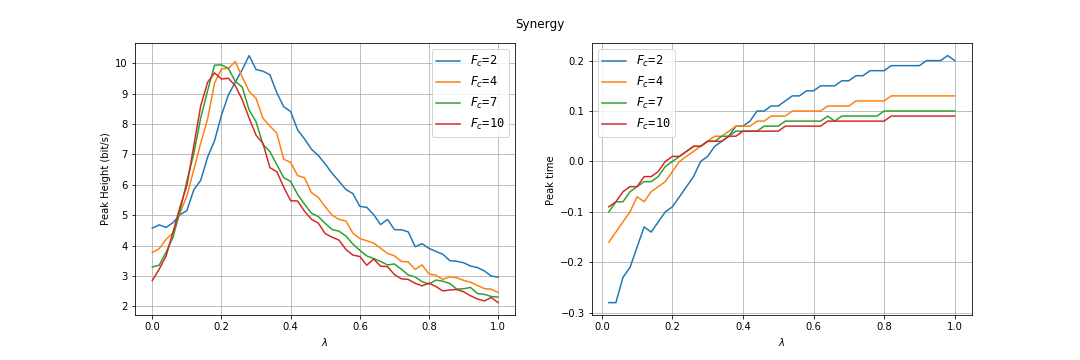 Synergy
Peak Height (bit/s)
10
9
8
7
6
5
4
3
2
0.0 0.2 0.4 0.6 0.8 1.0
λ
F_c=2
F_c=4
F_c=7
F_c=10
Peak time
0.2
0.1
0.0
−0.1
−0.2
−0.3
0.0 0.2 0.4 0.6 0.8 1.0
λ
F_c=2
F_c=4
F_c=7
F_c=10